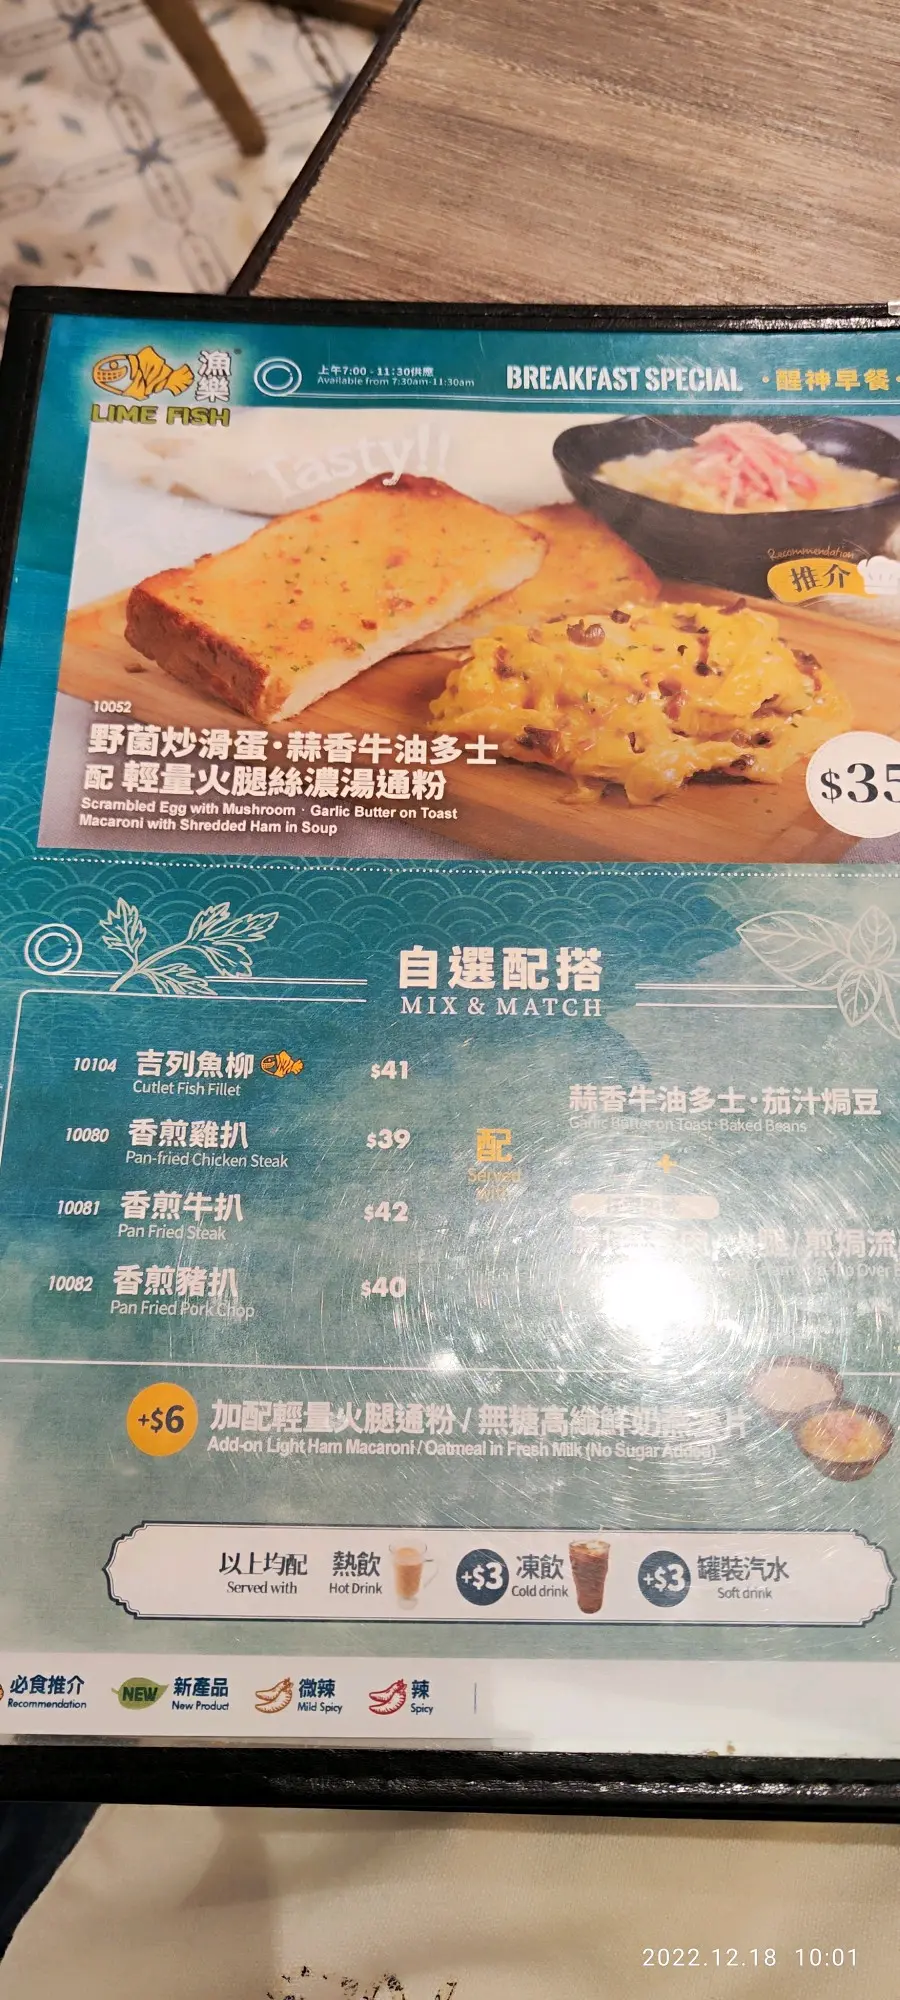 漁樂
LIME FISH
上午7:00 - 11:30供應
Available from 7:30am-11:30am
BREAKFAST SPECIAL
·醒神早餐·
Tasty!!
Recommendation
推介
10052
野菌炒滑蛋·蒜香牛油多士
配 輕量火腿絲濃湯通粉
Scrambled Egg with Mushroom · Garlic Butter on Toast
Macaroni with Shredded Ham in Soup
$35
自選配搭
MIX & MATCH
10104 吉列魚柳 $41
Cutlet Fish Fillet
10080 香煎雞扒 $39
Pan-fried Chicken Steak
10081 香煎牛扒 $42
Pan Fried Steak
10082 香煎豬扒 $40
Pan Fried Pork Chop
配
Served
with
蒜香牛油多士·茄汁焗豆
Garlic Butter on Toast·Baked Beans
+
腿/煎焗流
Over
+$6
加配輕量火腿通粉/無糖高纖鮮奶
Add-on Light Ham Macaroni/Oatmeal in Fresh Milk (No Sugar Added)
以上均配
Served with
熱飲
Hot Drink
+$3 凍飲
Cold drink
+$3 罐裝汽水
Soft drink
必食推介
Recommendation
NEW 新產品
New Product
微辣
Mild Spicy
辣
Spicy
2022.12.18 10:01